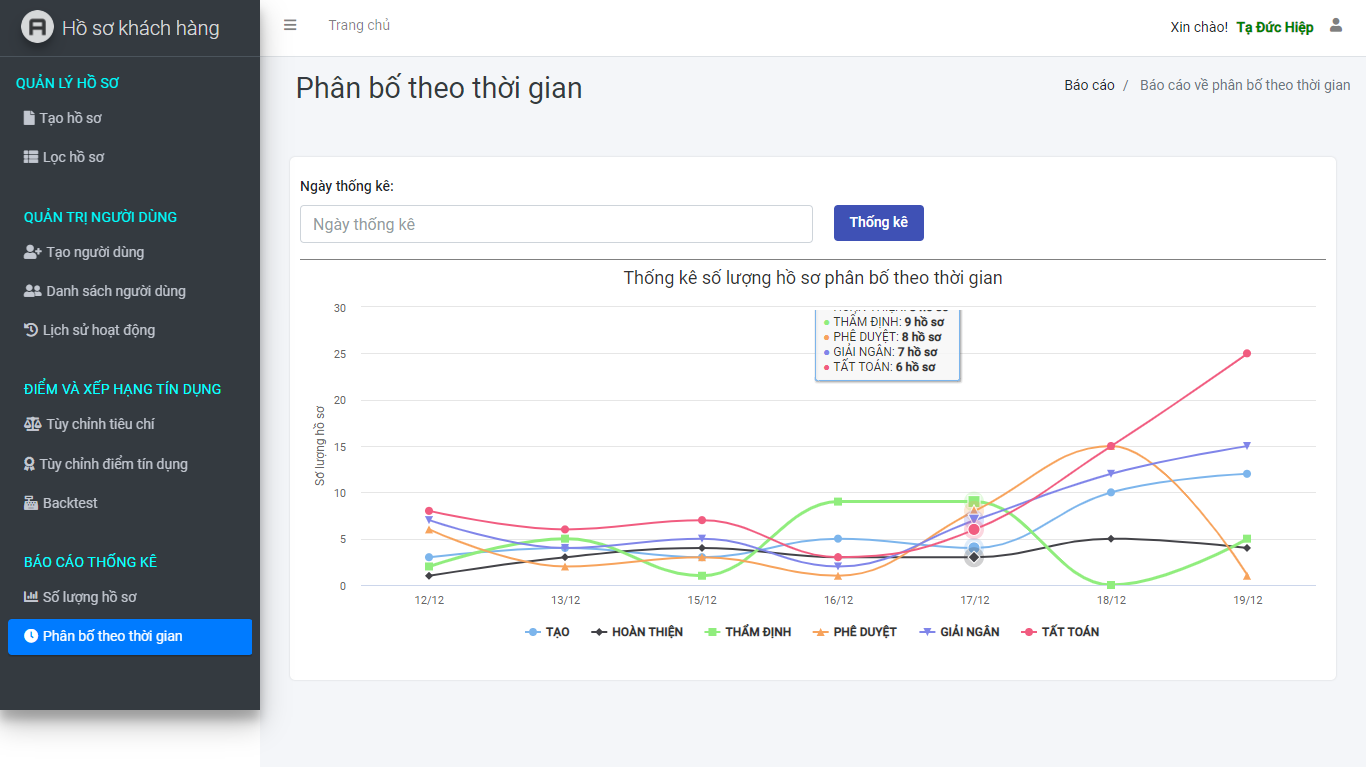 Hồ sơ khách hàng
QUẢN LÝ HỒ SƠ
Tạo hồ sơ
Lọc hồ sơ
QUẢN TRỊ NGƯỜI DÙNG
Tạo người dùng
Danh sách người dùng
Lịch sử hoạt động
ĐIỂM VÀ XẾP HẠNG TÍN DỤNG
Tùy chỉnh tiêu chí
Tùy chỉnh điểm tín dụng
Backtest
BÁO CÁO THỐNG KÊ
Số lượng hồ sơ
Phân bố theo thời gian
Trang chủ
Xin chào! Tạ Đức Hiệp
Phân bố theo thời gian
Báo cáo / Báo cáo về phân bố theo thời gian
Ngày thống kê:
Ngày thống kê
Thống kê
Thống kê số lượng hồ sơ phân bố theo thời gian
Số lượng hồ sơ
30
25
20
15
10
5
0
THẨM ĐỊNH: 9 hồ sơ
PHÊ DUYỆT: 8 hồ sơ
GIẢI NGÂN: 7 hồ sơ
TẤT TOÁN: 6 hồ sơ
12/12 13/12 15/12 16/12 17/12 18/12 19/12
TẠO HOÀN THIỆN THẨM ĐỊNH PHÊ DUYỆT GIẢI NGÂN TẤT TOÁN